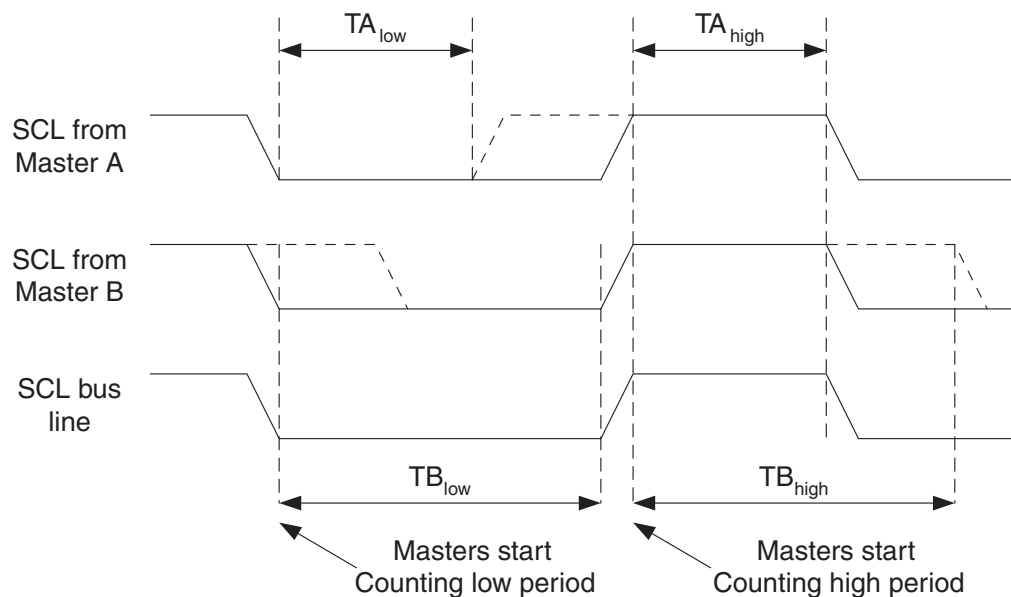 TAlow
TAhigh
SCL from
Master A
SCL from
Master B
SCL bus
line
TBlow
TBhigh
Masters start
Counting low period
Masters start
Counting high period